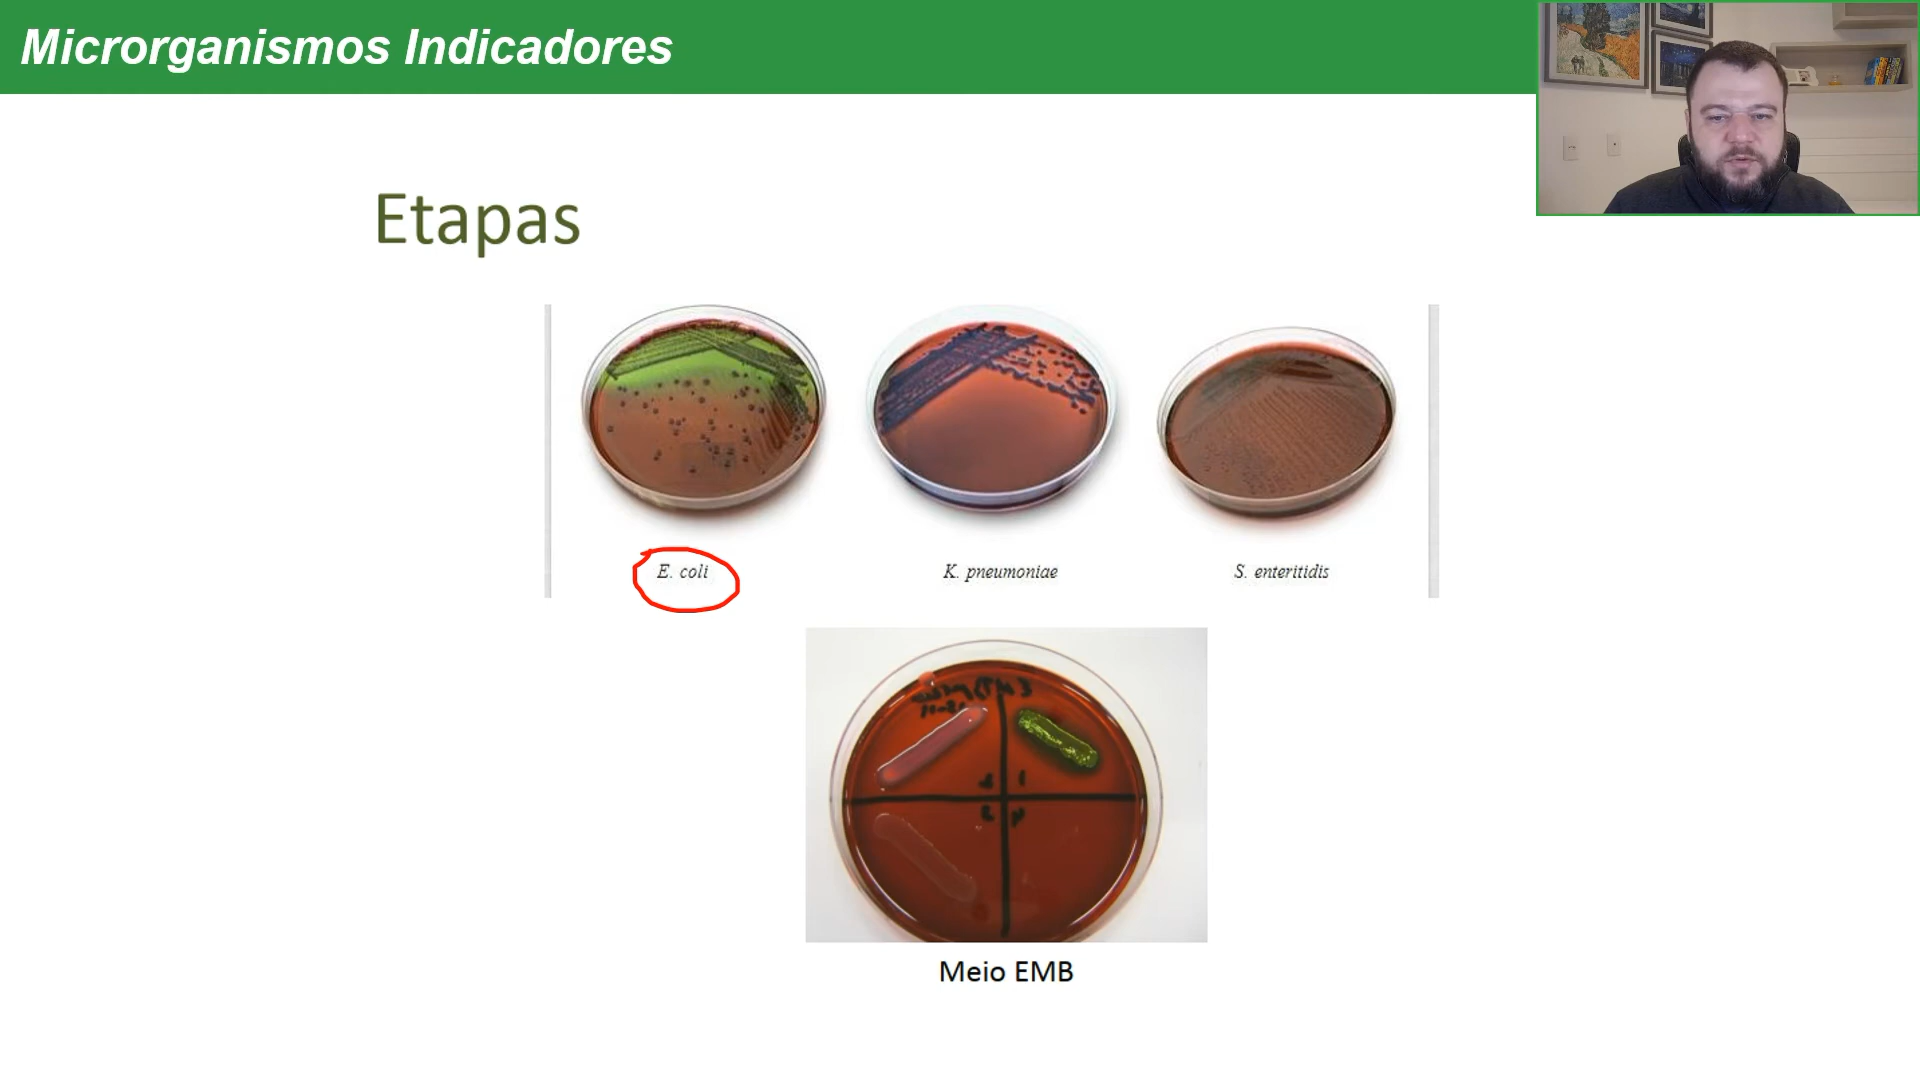 Microrganismos Indicadores
Etapas
E. coli
K. pneumoniae
S. enteritidis
Meio EMB